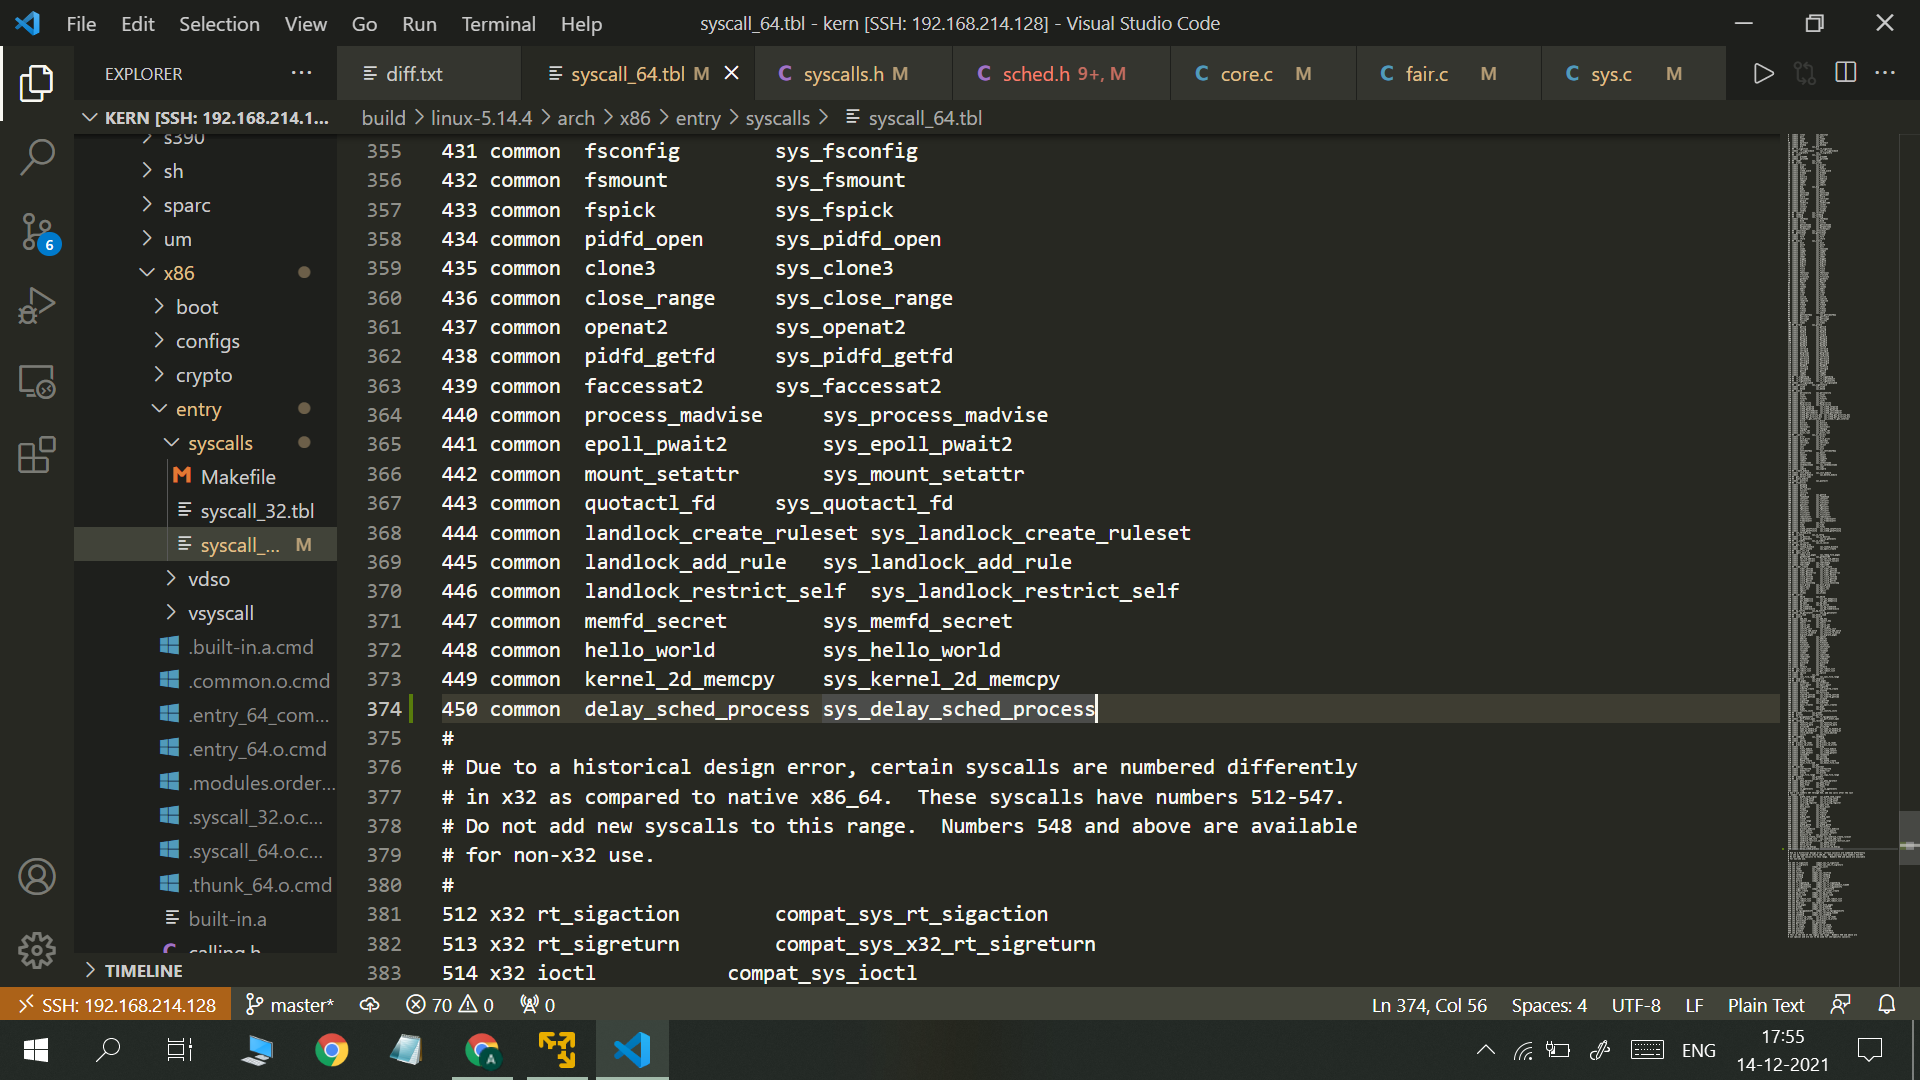 File Edit Selection View Go Run Terminal Help
syscall_64.tbl - kern [SSH: 192.168.214.128] - Visual Studio Code
EXPLORER ...
diff.txt
syscall_64.tbl M
C syscalls.h M
C sched.h 9+, M
C core.c M
C fair.c M
C sys.c M
KERN [SSH: 192.168.214.1...
build > linux-5.14.4 > arch > x86 > entry > syscalls > syscall_64.tbl
s390
sh
sparc
um
x86
boot
configs
crypto
entry
syscalls
M Makefile
syscall_32.tbl
syscall_... M
vdso
vsyscall
.built-in.a.cmd
.common.o.cmd
.entry_64_com...
.entry_64.o.cmd
.modules.order...
.syscall_32.o.c...
.syscall_64.o.c...
.thunk_64.o.cmd
built-in.a
C calling.h
TIMELINE
6
355 431 common fsconfig sys_fsconfig
356 432 common fsmount sys_fsmount
357 433 common fspick sys_fspick
358 434 common pidfd_open sys_pidfd_open
359 435 common clone3 sys_clone3
360 436 common close_range sys_close_range
361 437 common openat2 sys_openat2
362 438 common pidfd_getfd sys_pidfd_getfd
363 439 common faccessat2 sys_faccessat2
364 440 common process_madvise sys_process_madvise
365 441 common epoll_pwait2 sys_epoll_pwait2
366 442 common mount_setattr sys_mount_setattr
367 443 common quotactl_fd sys_quotactl_fd
368 444 common landlock_create_ruleset sys_landlock_create_ruleset
369 445 common landlock_add_rule sys_landlock_add_rule
370 446 common landlock_restrict_self sys_landlock_restrict_self
371 447 common memfd_secret sys_memfd_secret
372 448 common hello_world sys_hello_world
373 449 common kernel_2d_memcpy sys_kernel_2d_memcpy
374 450 common delay_sched_process sys_delay_sched_process
375 #
376 # Due to a historical design error, certain syscalls are numbered differently
377 # in x32 as compared to native x86_64.  These syscalls have numbers 512-547.
378 # Do not add new syscalls to this range.  Numbers 548 and above are available
379 # for non-x32 use.
380 #
381 512 x32 rt_sigaction compat_sys_rt_sigaction
382 513 x32 rt_sigreturn compat_sys_x32_rt_sigreturn
383 514 x32 ioctl compat_sys_ioctl
SSH: 192.168.214.128 master* 70 0 0
Ln 374, Col 56 Spaces: 4 UTF-8 LF Plain Text
A
ENG
17:55
14-12-2021